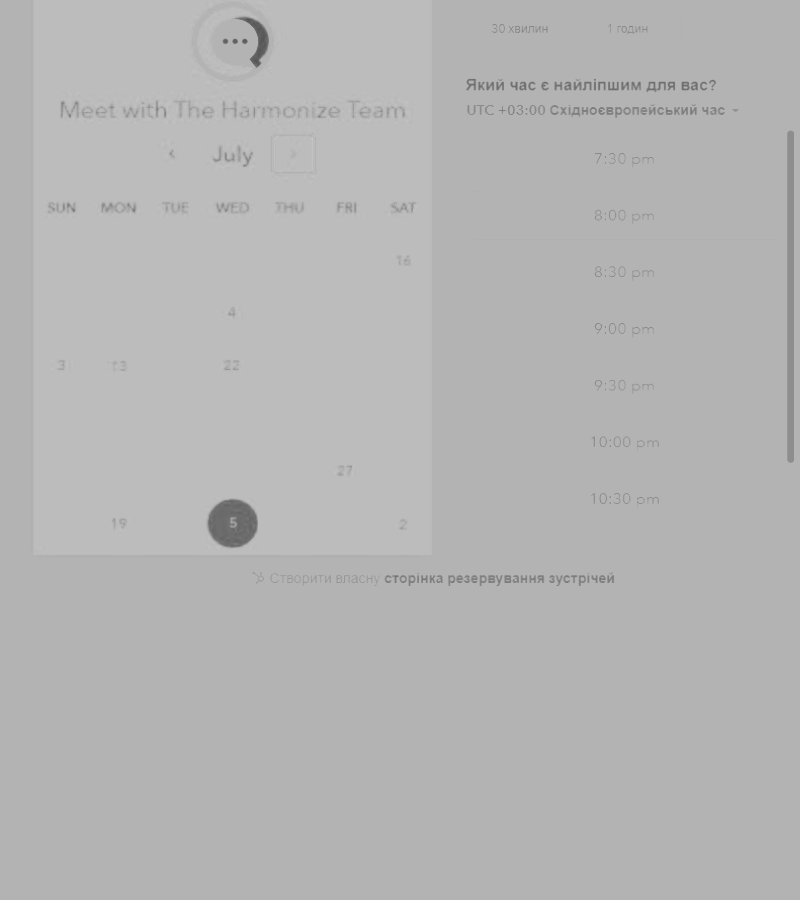 Meet with The Harmonize Team
July
SUN MON TUE WED THU FRI SAT
16
4
3 13 22
27
19 5 2
30 хвилин 1 годин
Який час є найліпшим для вас?
UTC +03:00 Східноєвропейський час
7:30 pm
8:00 pm
8:30 pm
9:00 pm
9:30 pm
10:00 pm
10:30 pm
Створити власну сторінка резервування зустрічей